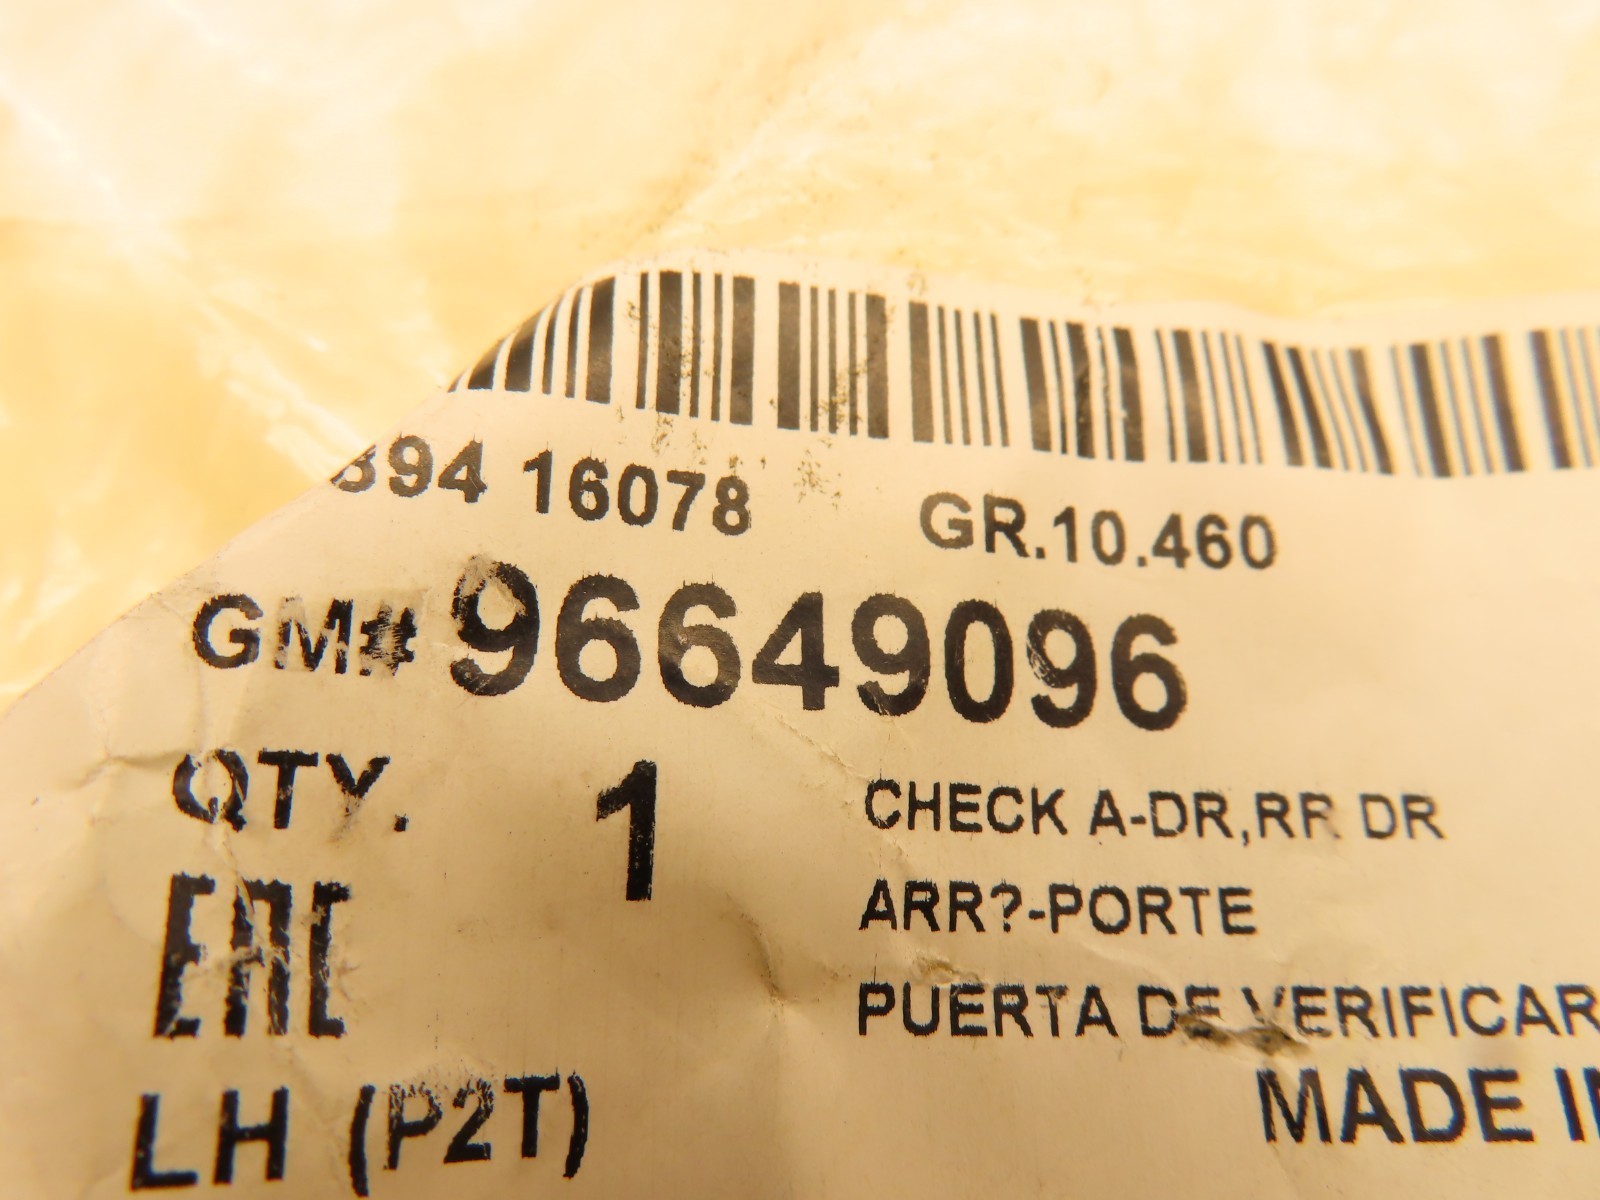 394 16078 GR.10.460
GM# 96649096
QTY. 1 CHECK A-DR,RR DR
ARR?-PORTE
EAC
PUERTA DE VERIFICAR
MADE IN
LH (P2T)